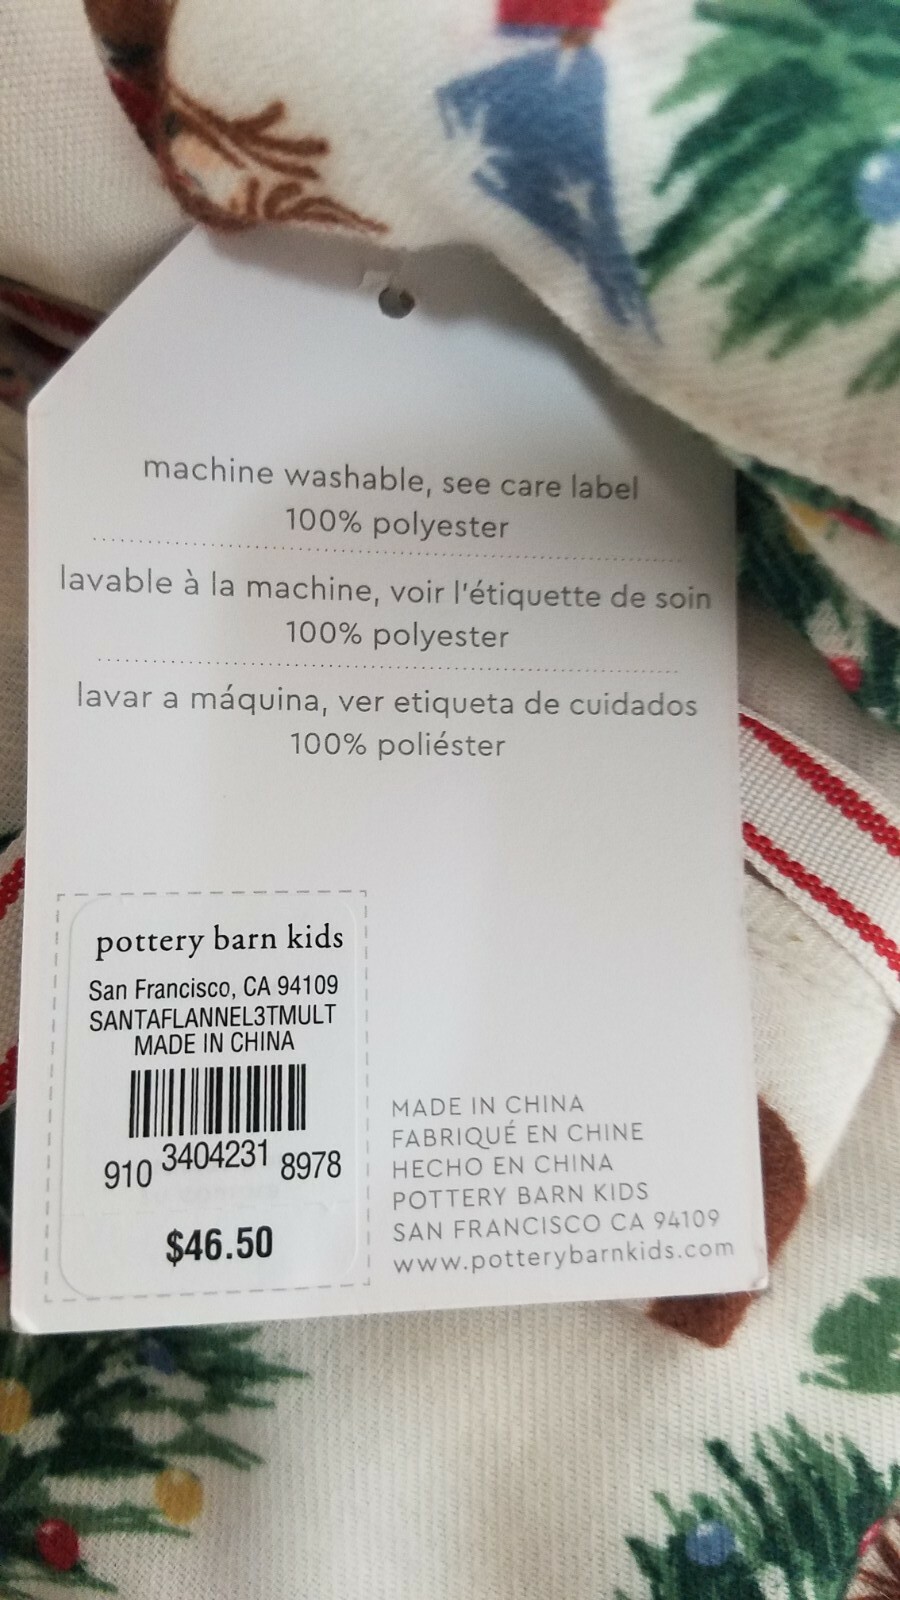 machine washable, see care label
100% polyester
lavable à la machine, voir l'étiquette de soin
100% polyester
lavar a máquina, ver etiqueta de cuidados
100% poliéster
pottery barn kids
San Francisco, CA 94109
SANTAFLANNEL3TMULT
MADE IN CHINA
910 3404231 8978
$46.50
MADE IN CHINA
FABRIQUÉ EN CHINE
HECHO EN CHINA
POTTERY BARN KIDS
SAN FRANCISCO CA 94109
www.potterybarnkids.com